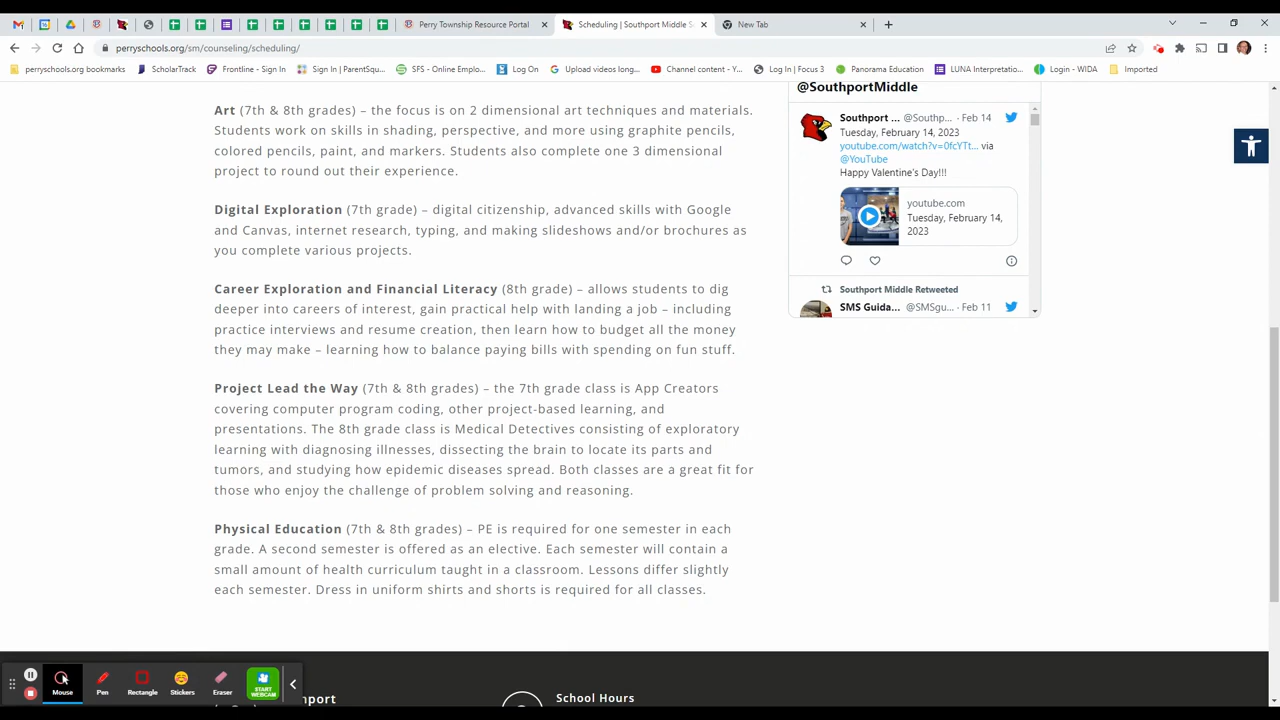 Perry Township Resource Portal
Scheduling | Southport Middle S
New Tab
perryschools.org/sm/counseling/scheduling/
perryschools.org bookmarks
ScholarTrack
Frontline - Sign In
Sign In | ParentSqu...
SFS - Online Emplo...
Log On
Upload videos long...
Channel content - Y...
Log In | Focus 3
Panorama Education
LUNA Interpretatio...
Login - WIDA
Imported
Art (7th & 8th grades) – the focus is on 2 dimensional art techniques and materials.
Students work on skills in shading, perspective, and more using graphite pencils,
colored pencils, paint, and markers. Students also complete one 3 dimensional
project to round out their experience.
Digital Exploration (7th grade) – digital citizenship, advanced skills with Google
and Canvas, internet research, typing, and making slideshows and/or brochures as
you complete various projects.
Career Exploration and Financial Literacy (8th grade) – allows students to dig
deeper into careers of interest, gain practical help with landing a job – including
practice interviews and resume creation, then learn how to budget all the money
they may make – learning how to balance paying bills with spending on fun stuff.
Project Lead the Way (7th & 8th grades) – the 7th grade class is App Creators
covering computer program coding, other project-based learning, and
presentations. The 8th grade class is Medical Detectives consisting of exploratory
learning with diagnosing illnesses, dissecting the brain to locate its parts and
tumors, and studying how epidemic diseases spread. Both classes are a great fit for
those who enjoy the challenge of problem solving and reasoning.
Physical Education (7th & 8th grades) – PE is required for one semester in each
grade. A second semester is offered as an elective. Each semester will contain a
small amount of health curriculum taught in a classroom. Lessons differ slightly
each semester. Dress in uniform shirts and shorts is required for all classes.
@SouthportMiddle
Southport ... @Southp... · Feb 14
Tuesday, February 14, 2023
youtube.com/watch?v=0fcYTt... via
@YouTube
Happy Valentine's Day!!!
youtube.com
Tuesday, February 14,
2023
Southport Middle Retweeted
SMS Guida... @SMSgu... · Feb 11
Mouse
Pen
Rectangle
Stickers
Eraser
START
WEBCAM
School Hours